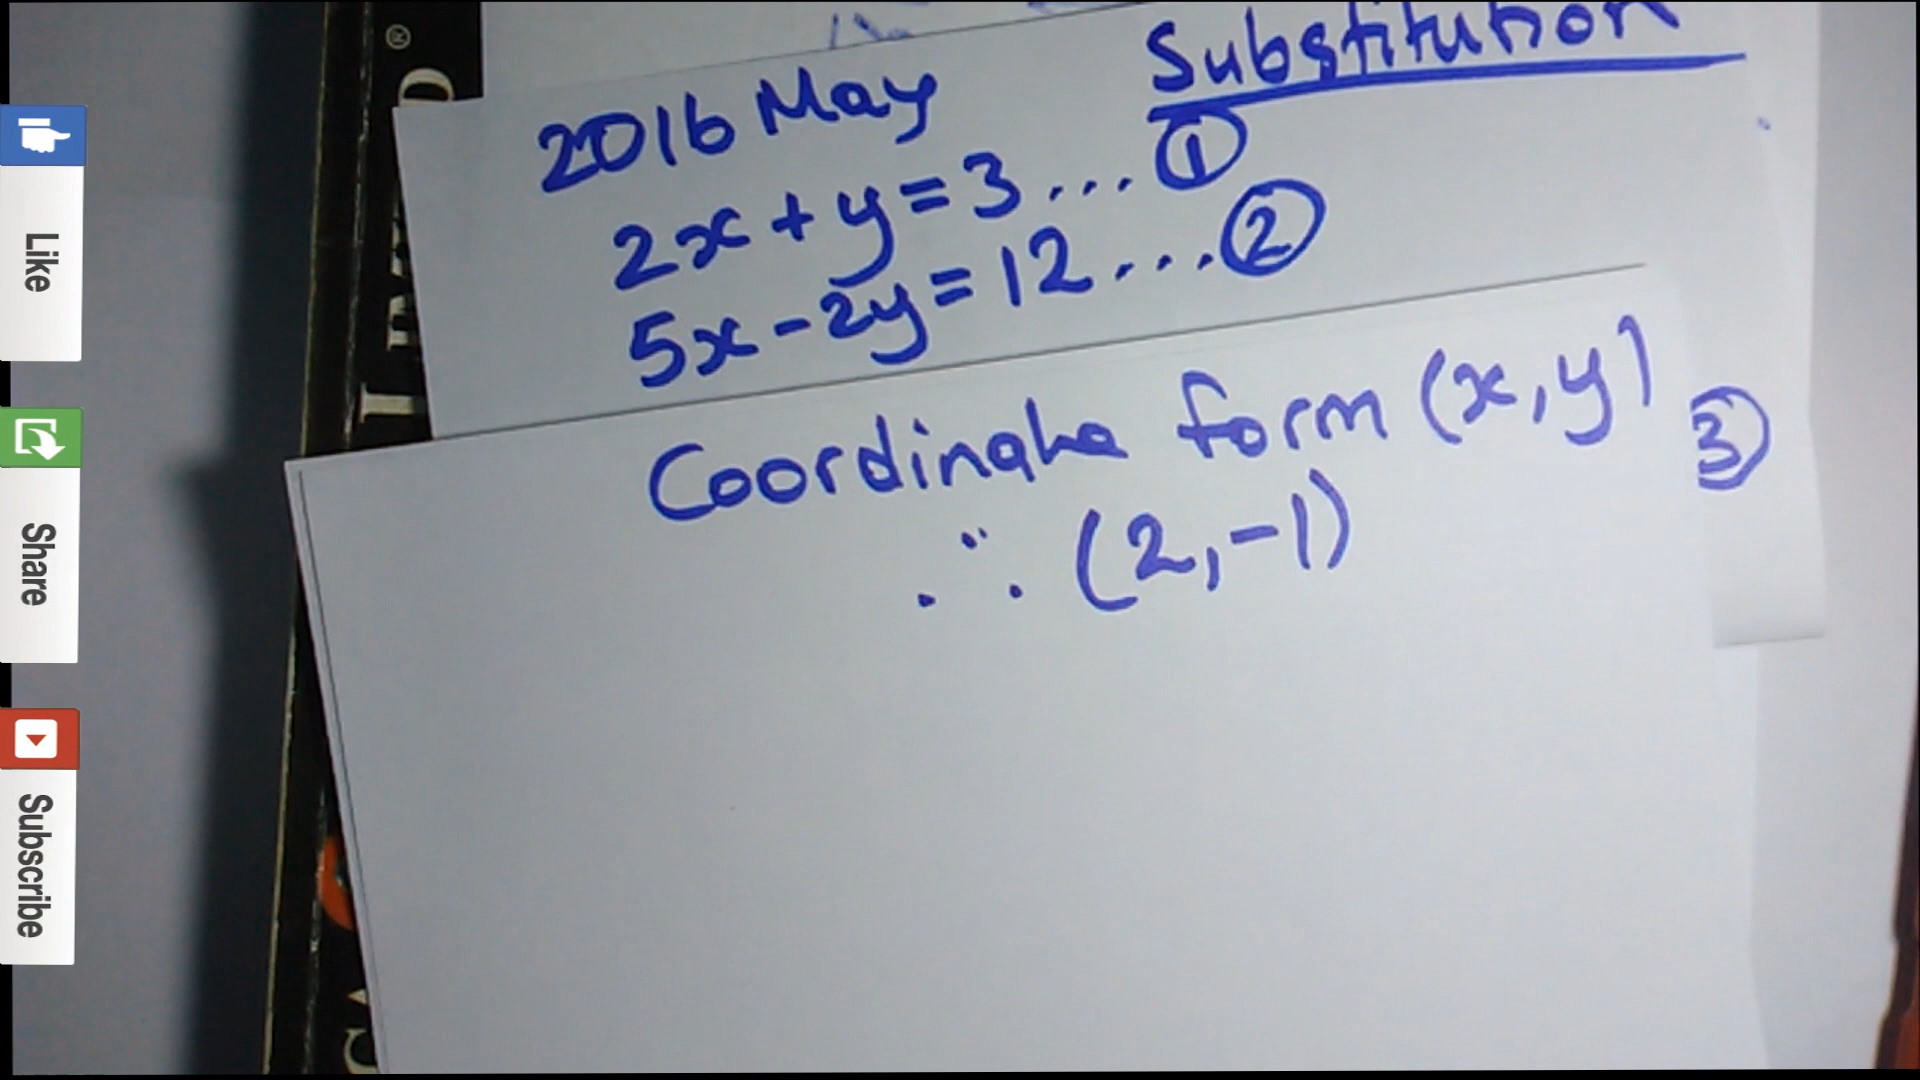 Substitution
2016 May
2x + y = 3 ... ①
5x - 2y = 12 ... ②
Coordinate form (x, y)
③
∴ (2, -1)
Like
Share
Subscribe
®